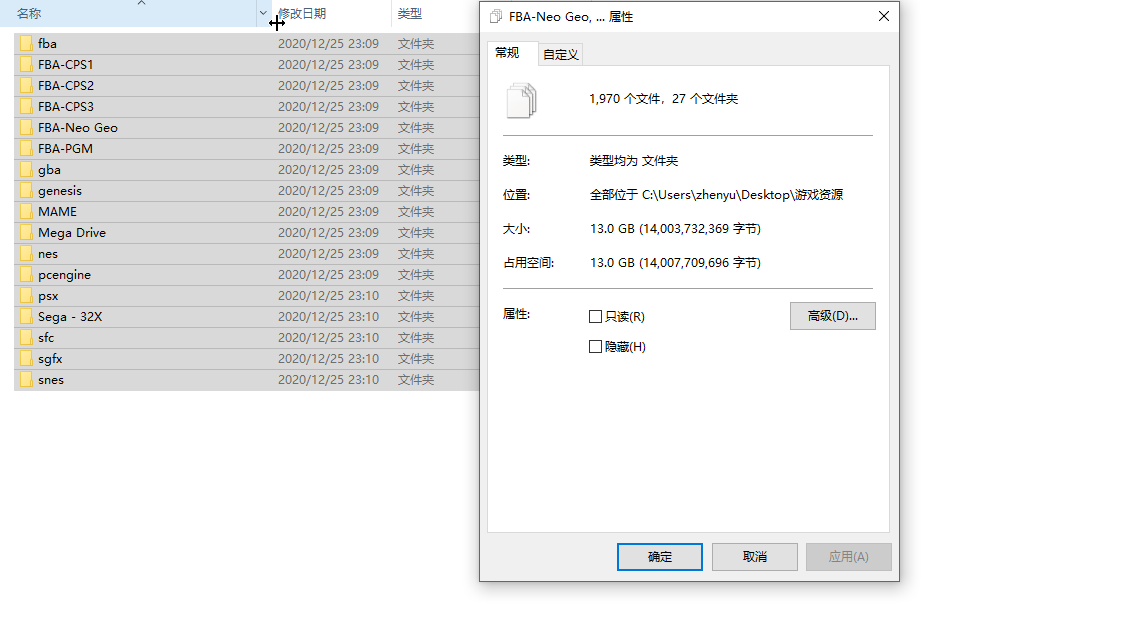 名称 修改日期 类型
fba 2020/12/25 23:09 文件夹
FBA-CPS1 2020/12/25 23:09 文件夹
FBA-CPS2 2020/12/25 23:09 文件夹
FBA-CPS3 2020/12/25 23:09 文件夹
FBA-Neo Geo 2020/12/25 23:09 文件夹
FBA-PGM 2020/12/25 23:09 文件夹
gba 2020/12/25 23:09 文件夹
genesis 2020/12/25 23:09 文件夹
MAME 2020/12/25 23:09 文件夹
Mega Drive 2020/12/25 23:09 文件夹
nes 2020/12/25 23:09 文件夹
pcengine 2020/12/25 23:09 文件夹
psx 2020/12/25 23:10 文件夹
Sega - 32X 2020/12/25 23:10 文件夹
sfc 2020/12/25 23:10 文件夹
sgfx 2020/12/25 23:10 文件夹
snes 2020/12/25 23:10 文件夹
FBA-Neo Geo, ... 属性
常规 自定义
1,970 个文件，27 个文件夹
类型: 类型均为 文件夹
位置: 全部位于 C:\Users\zhenyu\Desktop\游戏资源
大小: 13.0 GB (14,003,732,369 字节)
占用空间: 13.0 GB (14,007,709,696 字节)
属性: 只读(R) 高级(D)...
隐藏(H)
确定 取消 应用(A)